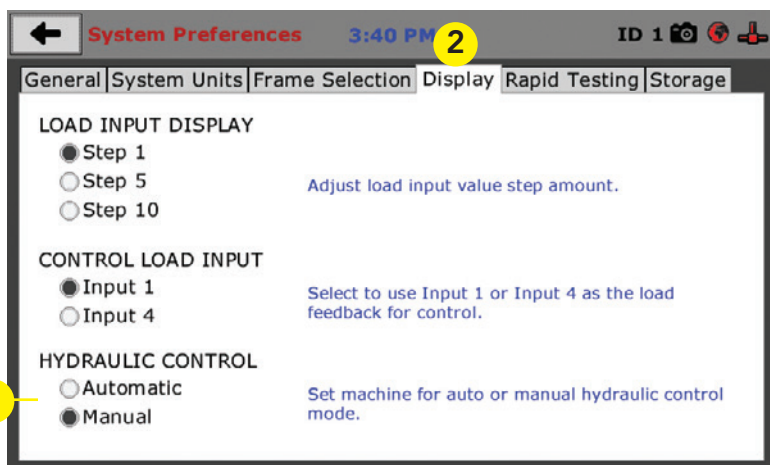 System Preferences 3:40 PM 2 ID 1
General System Units Frame Selection Display Rapid Testing Storage
LOAD INPUT DISPLAY
Step 1
Step 5
Adjust load input value step amount.
Step 10
CONTROL LOAD INPUT
Input 1
Select to use Input 1 or Input 4 as the load
Input 4
feedback for control.
HYDRAULIC CONTROL
Automatic
Set machine for auto or manual hydraulic control
Manual
mode.